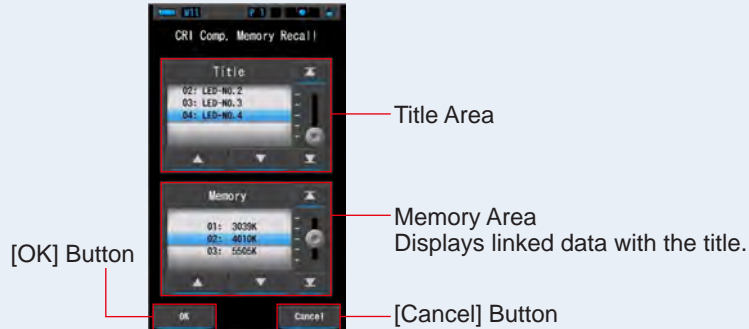 CRI Comp. Memory Recall
Title
02: LED-NO.2
03: LED-NO.3
04: LED-NO.4
Title Area
Memory
01: 3039K
02: 4010K
03: 5505K
Memory Area
Displays linked data with the title.
[OK] Button
OK
Cancel
[Cancel] Button